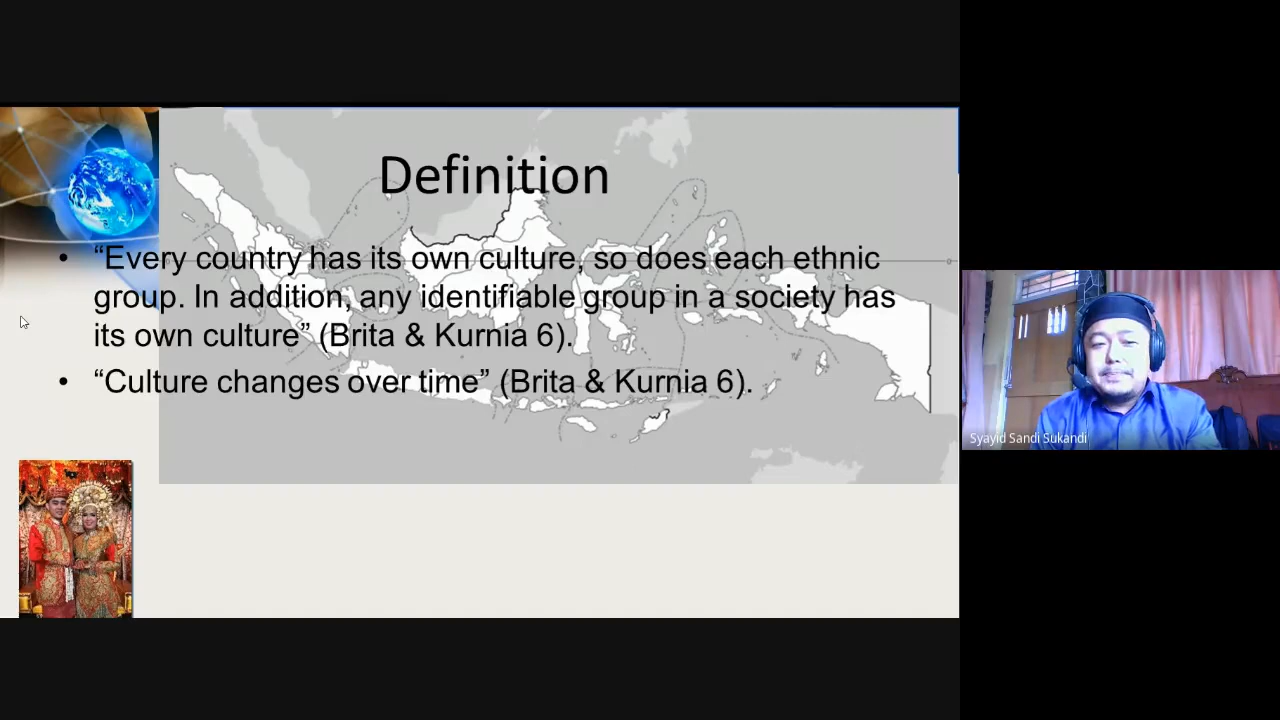 Definition
• “Every country has its own culture, so does each ethnic
group. In addition, any identifiable group in a society has
its own culture” (Brita & Kurnia 6).
• “Culture changes over time” (Brita & Kurnia 6).
Syayid Sandi Sukandi